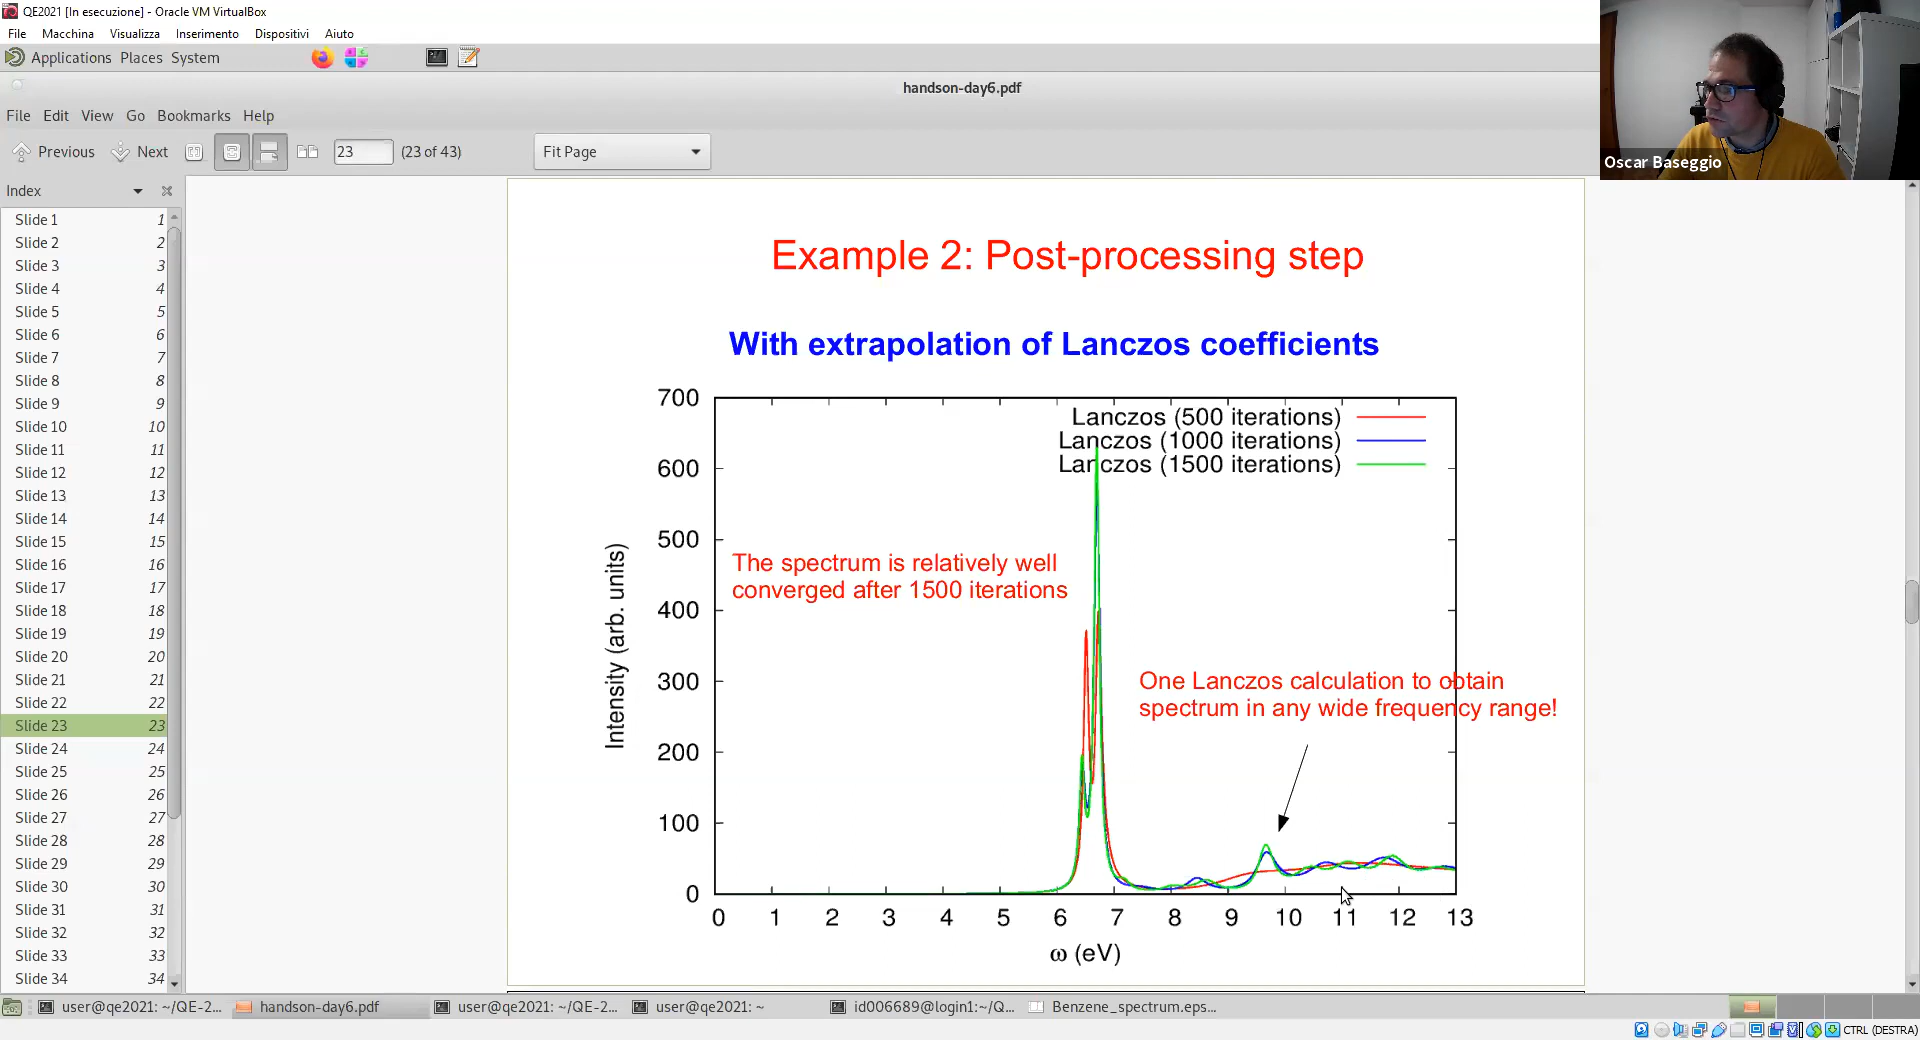 QE2021 [In esecuzione] - Oracle VM VirtualBox
File Macchina Visualizza Inserimento Dispositivi Aiuto
Applications Places System
handson-day6.pdf
File Edit View Go Bookmarks Help
Previous Next 23 (23 of 43) Fit Page
Oscar Baseggio
Index
Slide 1 1
Slide 2 2
Slide 3 3
Slide 4 4
Slide 5 5
Slide 6 6
Slide 7 7
Slide 8 8
Slide 9 9
Slide 10 10
Slide 11 11
Slide 12 12
Slide 13 13
Slide 14 14
Slide 15 15
Slide 16 16
Slide 17 17
Slide 18 18
Slide 19 19
Slide 20 20
Slide 21 21
Slide 22 22
Slide 23 23
Slide 24 24
Slide 25 25
Slide 26 26
Slide 27 27
Slide 28 28
Slide 29 29
Slide 30 30
Slide 31 31
Slide 32 32
Slide 33 33
Slide 34 34
Example 2: Post-processing step
With extrapolation of Lanczos coefficients
700
600
500
400
300
200
100
0
Intensity (arb. units)
Lanczos (500 iterations)
Lanczos (1000 iterations)
Lanczos (1500 iterations)
The spectrum is relatively well
converged after 1500 iterations
One Lanczos calculation to obtain
spectrum in any wide frequency range!
0 1 2 3 4 5 6 7 8 9 10 11 12 13
ω (eV)
user@qe2021: ~/QE-2... handson-day6.pdf user@qe2021: ~/QE-2... user@qe2021: ~ id006689@login1:~/Q... Benzene_spectrum.eps...
CTRL (DESTRA)